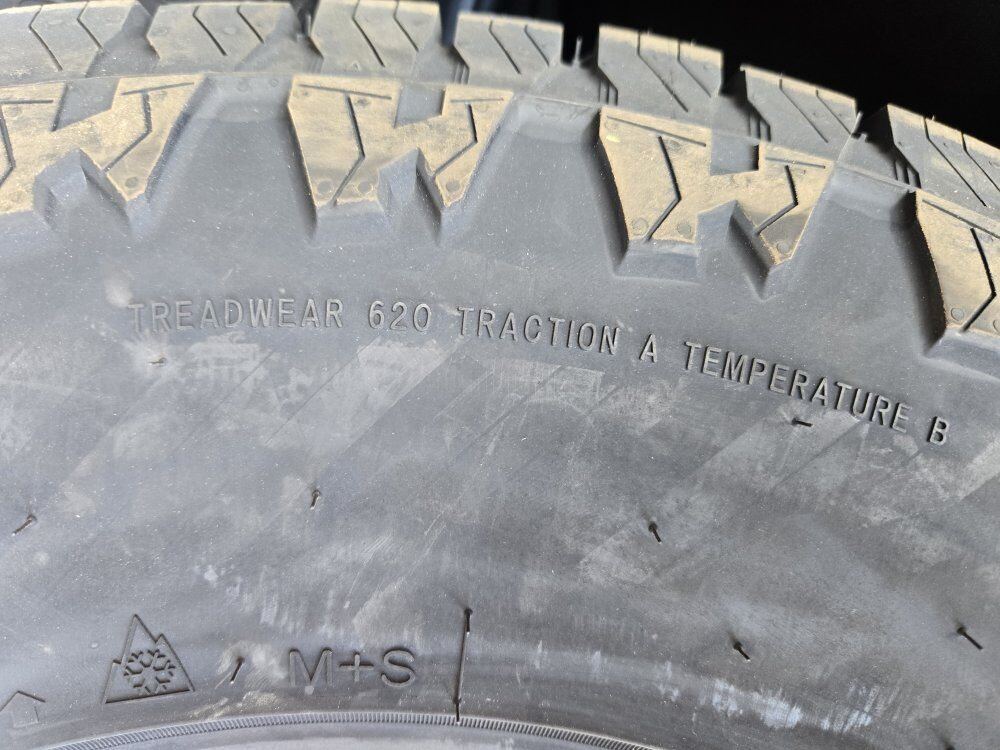 TREADWEAR 620 TRACTION A TEMPERATURE B
M+S